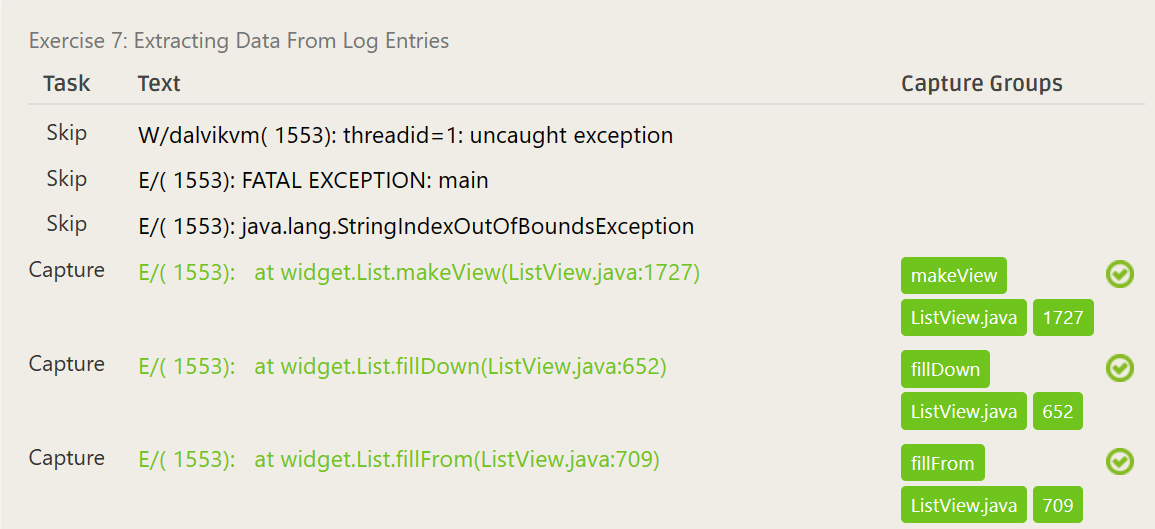 Exercise 7: Extracting Data From Log Entries
Task Text Capture Groups
Skip W/dalvikvm( 1553): threadid=1: uncaught exception
Skip E/( 1553): FATAL EXCEPTION: main
Skip E/( 1553): java.lang.StringIndexOutOfBoundsException
Capture E/( 1553):   at widget.List.makeView(ListView.java:1727) makeView
ListView.java 1727
Capture E/( 1553):   at widget.List.fillDown(ListView.java:652) fillDown
ListView.java 652
Capture E/( 1553):   at widget.List.fillFrom(ListView.java:709) fillFrom
ListView.java 709